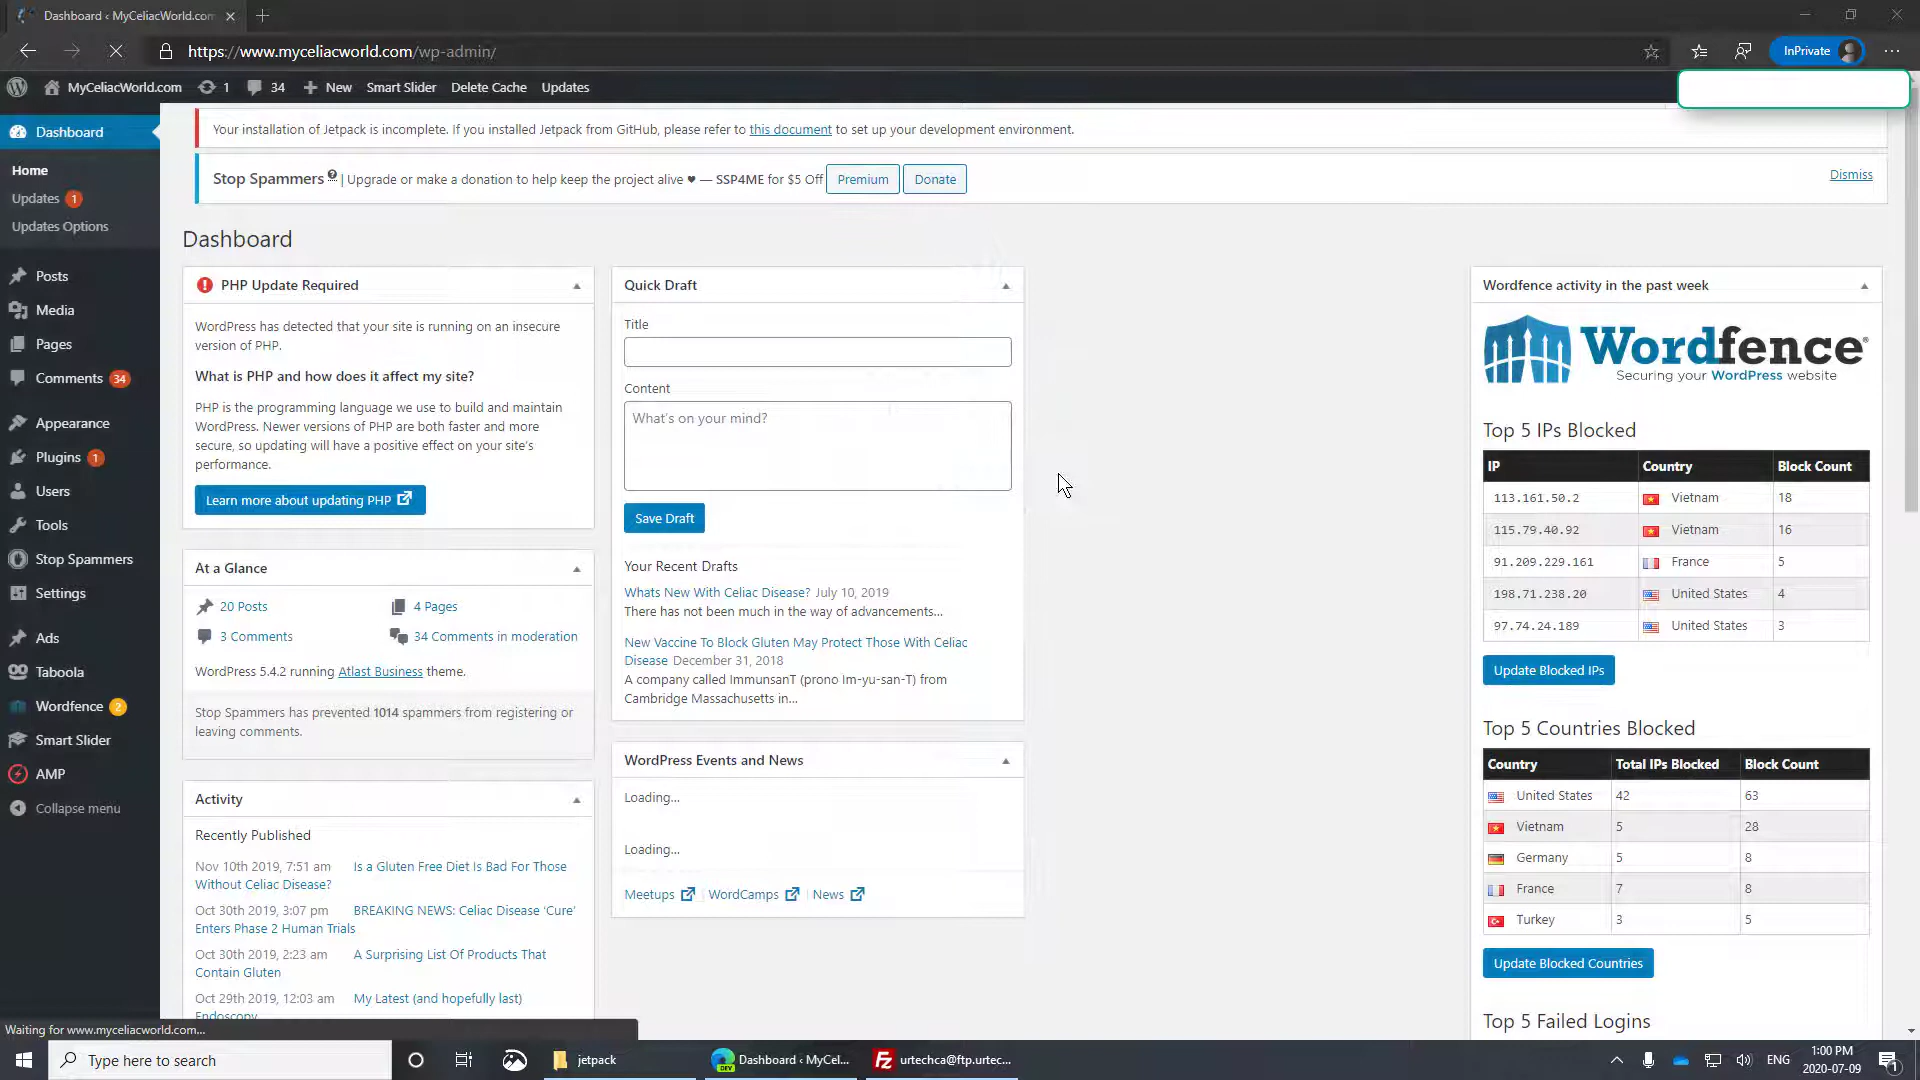 Dashboard ‹ MyCeliacWorld.com
https://www.myceliacworld.com/wp-admin/
InPrivate
MyCeliacWorld.com
1
34
New
Smart Slider
Delete Cache
Updates
Dashboard
Home
Updates 1
Updates Options
Posts
Media
Pages
Comments 34
Appearance
Plugins 1
Users
Tools
Stop Spammers
Settings
Ads
Taboola
Wordfence 2
Smart Slider
AMP
Collapse menu
Your installation of Jetpack is incomplete. If you installed Jetpack from GitHub, please refer to this document to set up your development environment.
Stop Spammers ? | Upgrade or make a donation to help keep the project alive ♥ — SSP4ME for $5 Off Premium Donate
Dismiss
Dashboard
PHP Update Required
WordPress has detected that your site is running on an insecure
version of PHP.
What is PHP and how does it affect my site?
PHP is the programming language we use to build and maintain
WordPress. Newer versions of PHP are both faster and more
secure, so updating will have a positive effect on your site's
performance.
Learn more about updating PHP
At a Glance
20 Posts
4 Pages
3 Comments
34 Comments in moderation
WordPress 5.4.2 running Atlast Business theme.
Stop Spammers has prevented 1014 spammers from registering or
leaving comments.
Activity
Recently Published
Nov 10th 2019, 7:51 am Is a Gluten Free Diet Is Bad For Those
Without Celiac Disease?
Oct 30th 2019, 3:07 pm BREAKING NEWS: Celiac Disease 'Cure'
Enters Phase 2 Human Trials
Oct 30th 2019, 2:23 am A Surprising List Of Products That
Contain Gluten
Oct 29th 2019, 12:03 am My Latest (and hopefully last)
Endoscopy
Quick Draft
Title
Content
What's on your mind?
Save Draft
Your Recent Drafts
Whats New With Celiac Disease? July 10, 2019
There has not been much in the way of advancements…
New Vaccine To Block Gluten May Protect Those With Celiac
Disease December 31, 2018
A company called ImmunsanT (prono im-yu-san-T) from
Cambridge Massachusetts in…
WordPress Events and News
Loading…
Loading…
Meetups | WordCamps | News
Wordfence activity in the past week
Wordfence®
Securing your WordPress website
Top 5 IPs Blocked
IP Country Block Count
113.161.50.2 Vietnam 18
115.79.40.92 Vietnam 16
91.209.229.161 France 5
198.71.238.20 United States 4
97.74.24.189 United States 3
Update Blocked IPs
Top 5 Countries Blocked
Country Total IPs Blocked Block Count
United States 42 63
Vietnam 5 28
Germany 5 8
France 7 8
Turkey 3 5
Update Blocked Countries
Top 5 Failed Logins
Waiting for www.myceliacworld.com...
Type here to search
jetpack
DEV
Dashboard ‹ MyCel...
Fz
urtechca@ftp.urtec...
ENG
1:00 PM
2020-07-09
1